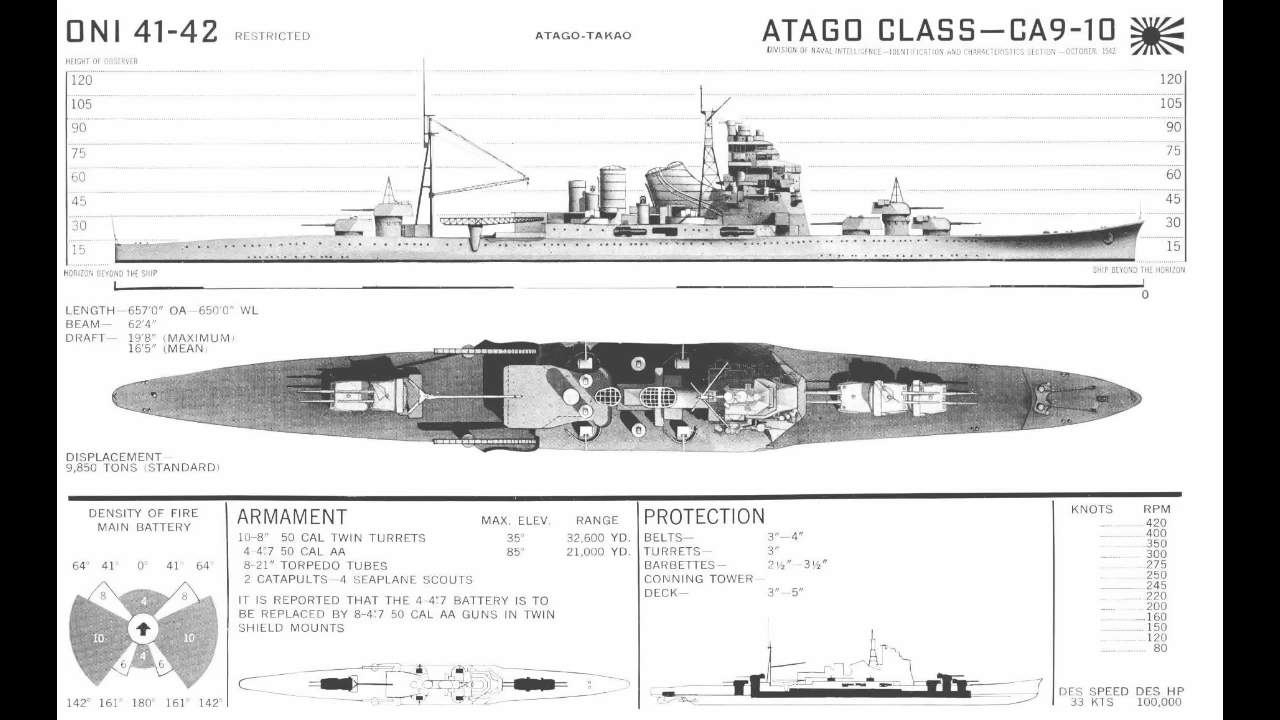 ONI 41-42 RESTRICTED
ATAGO-TAKAO
ATAGO CLASS—CA9-10
DIVISION OF NAVAL INTELLIGENCE—IDENTIFICATION AND CHARACTERISTICS SECTION—OCTOBER, 1942
HEIGHT OF OBSERVER
120 120
105 105
90 90
75 75
60 60
45 45
30 30
15 15
HORIZON BEYOND THE SHIP
SHIP BEYOND THE HORIZON
0
LENGTH—657'0" OA—650'0" WL
BEAM— 62'4"
DRAFT— 19'8" (MAXIMUM)
16'5" (MEAN)
DISPLACEMENT—
9,850 TONS (STANDARD)
DENSITY OF FIRE
MAIN BATTERY
64° 41° 0° 41° 64°
8 4 8
10 10
6 4 6
142° 161° 180° 161° 142°
ARMAMENT MAX. ELEV. RANGE
10-8" 50 CAL TWIN TURRETS 35° 32,600 YD.
4-4".7 50 CAL AA 85° 21,000 YD.
8-21" TORPEDO TUBES
2 CATAPULTS—4 SEAPLANE SCOUTS
IT IS REPORTED THAT THE 4 4".7 BATTERY IS TO
BE REPLACED BY 8-4".7 50 CAL AA GUNS IN TWIN
SHIELD MOUNTS
PROTECTION
BELTS— 3"—4"
TURRETS— 3"
BARBETTES— 2½"—3½"
CONNING TOWER—
DECK— 3"—5"
KNOTS RPM
420
400
350
300
275
250
245
220
200
160
150
120
80
DES SPEED DES HP
33 KTS 100,000